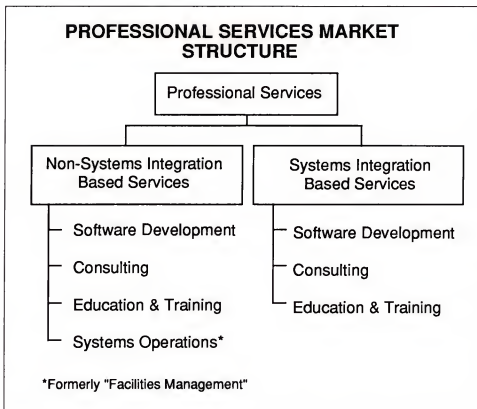 PROFESSIONAL SERVICES MARKET
STRUCTURE
Professional Services
Non-Systems Integration
Based Services
Software Development
Consulting
Education & Training
Systems Operations*
Systems Integration
Based Services
Software Development
Consulting
Education & Training
*Formerly "Facilities Management"